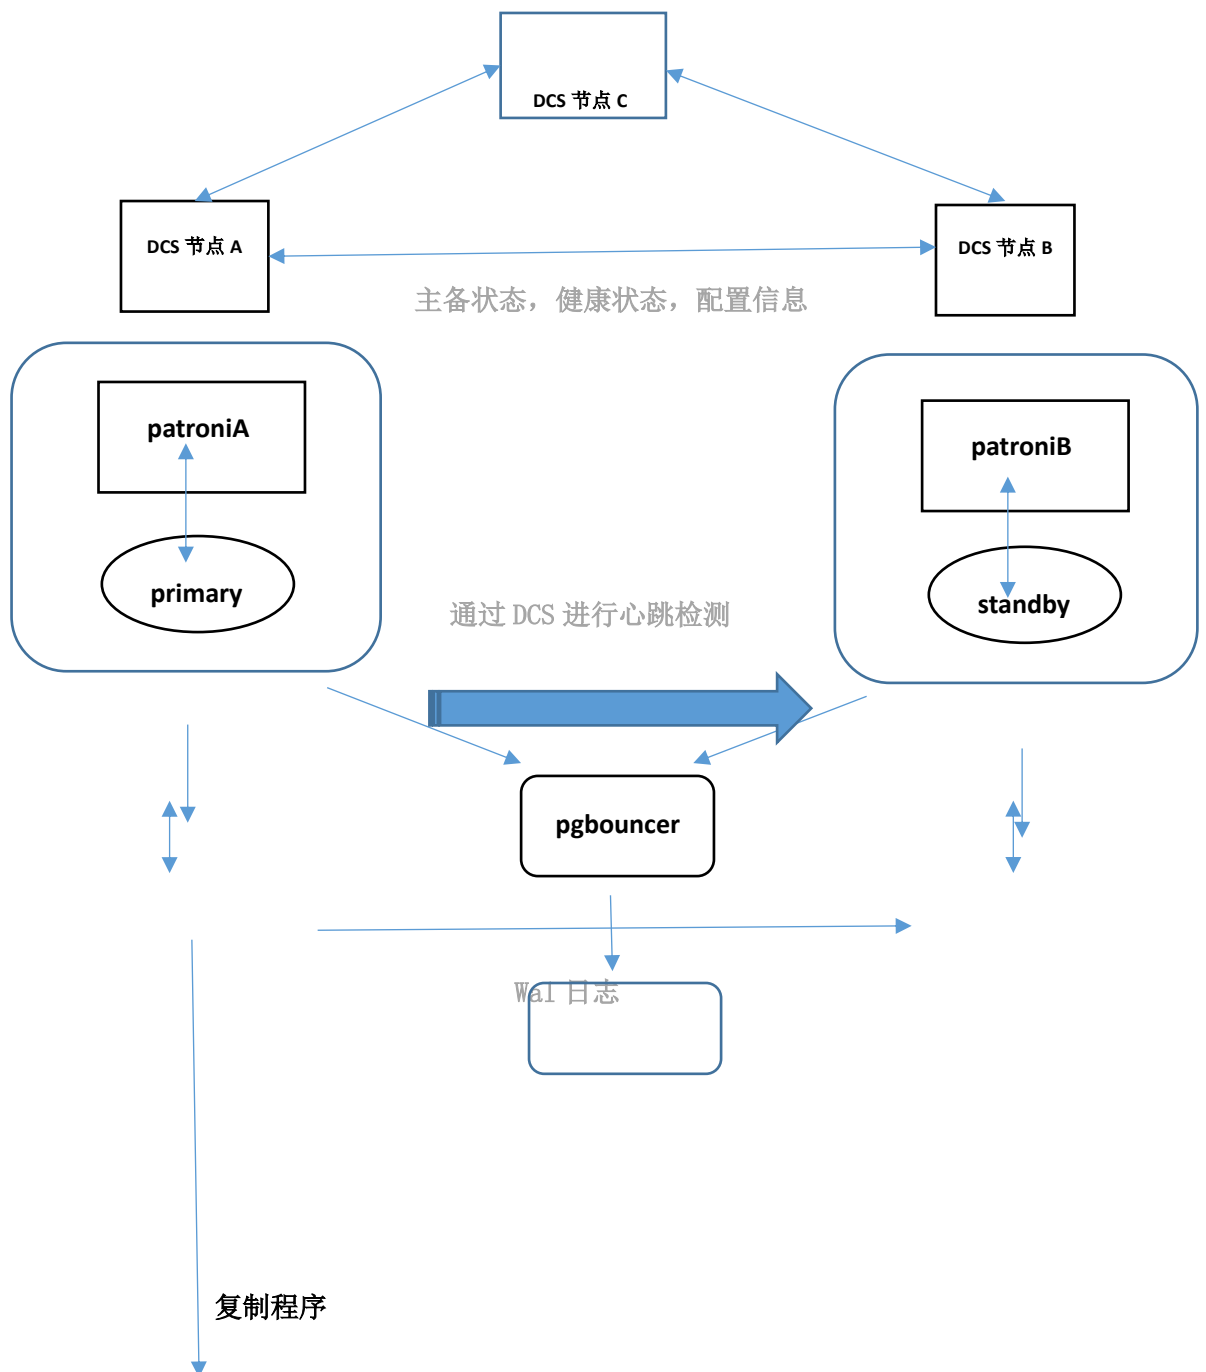 DCS 节点 C
DCS 节点 A
DCS 节点 B
主备状态，健康状态，配置信息
patroniA
patroniB
primary
standby
通过 DCS 进行心跳检测
pgbouncer
Wal 日志
复制程序